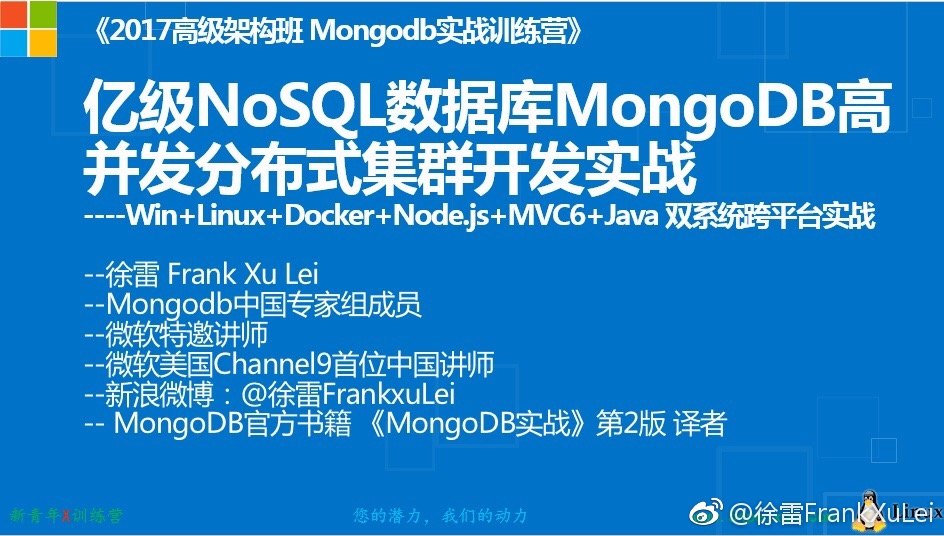 《2017高级架构班 Mongodb实战训练营》
亿级NoSQL数据库MongoDB高
并发分布式集群开发实战
----Win+Linux+Docker+Node.js+MVC6+Java 双系统跨平台实战
--徐雷 Frank Xu Lei
--Mongodb中国专家组成员
--微软特邀讲师
--微软美国Channel9首位中国讲师
--新浪微博：@徐雷FrankxuLei
-- MongoDB官方书籍 《MongoDB实战》第2版 译者
新青年X训练营
您的潜力，我们的动力
@徐雷FrankXuLei
Linux